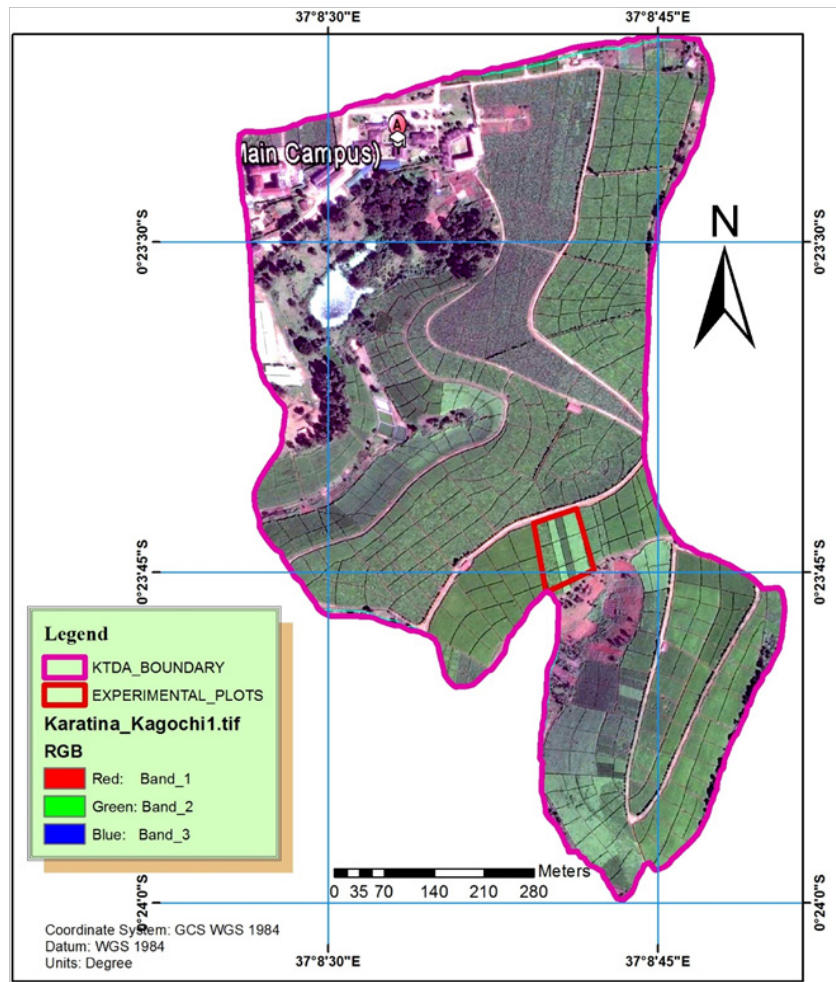 37°8'30"E 37°8'45"E
A
Main Campus)
N
0°23'30"S 0°23'30"S
0°23'45"S 0°23'45"S
Legend
KTDA_BOUNDARY
EXPERIMENTAL_PLOTS
Karatina_Kagochi1.tif
RGB
Red: Band_1
Green: Band_2
Blue: Band_3
Meters
0 35 70 140 210 280
0°24'0"S 0°24'0"S
Coordinate System: GCS WGS 1984
Datum: WGS 1984
Units: Degree
37°8'30"E 37°8'45"E